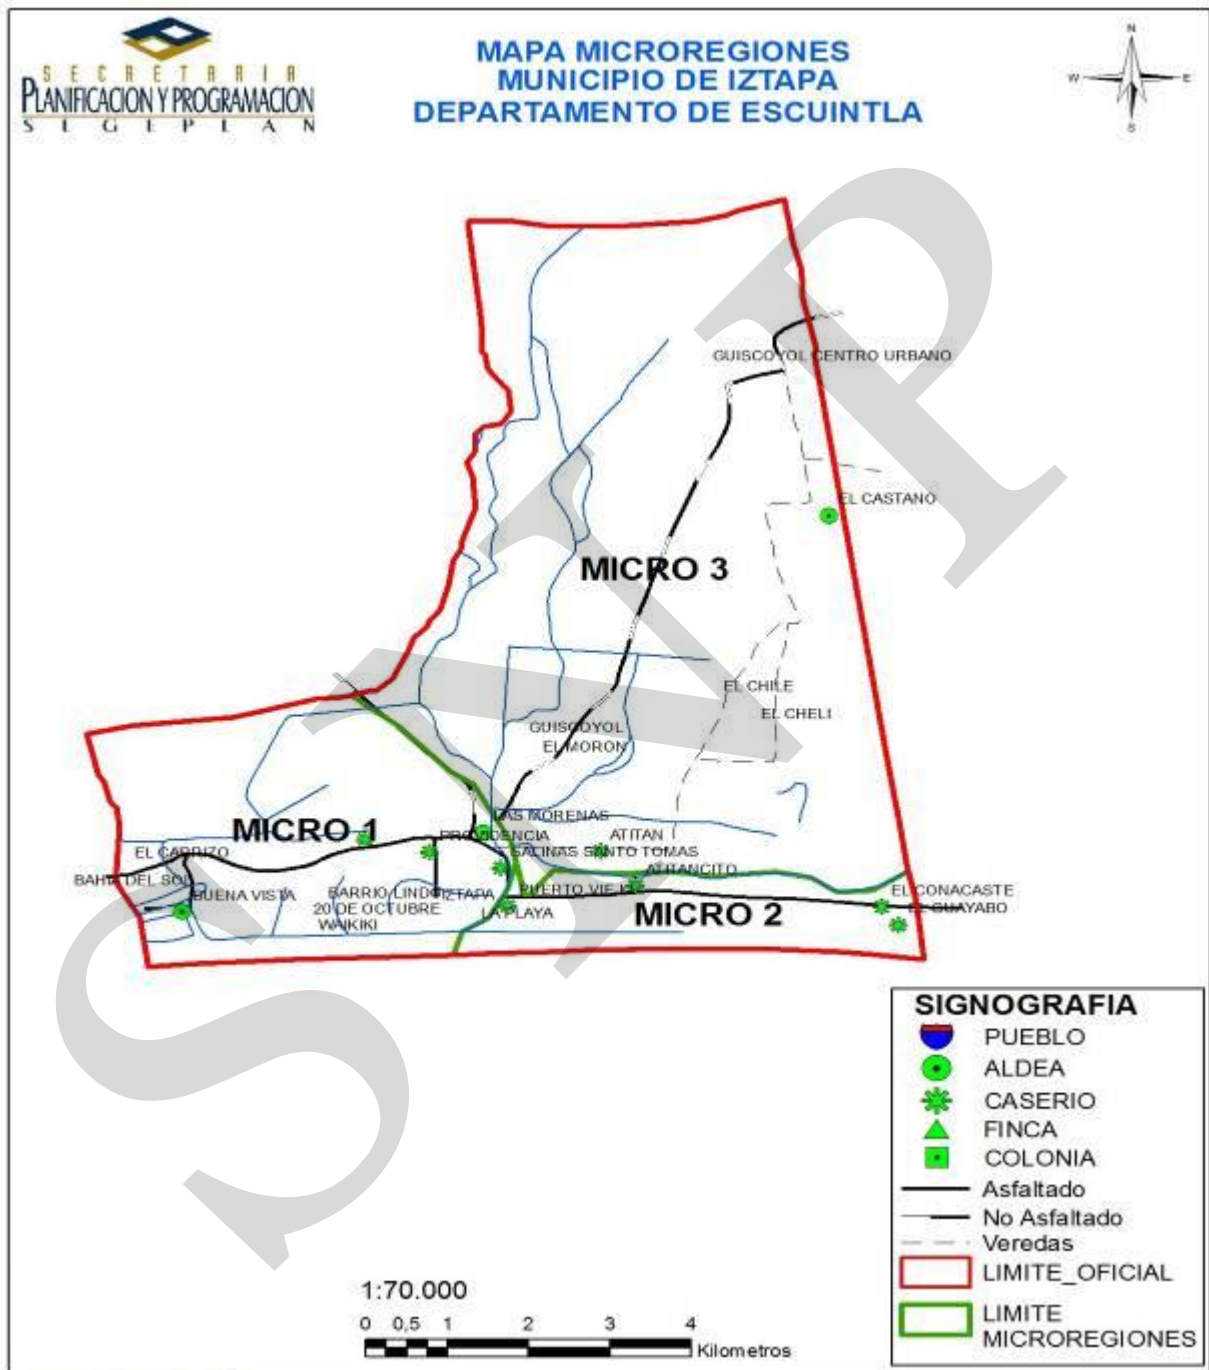 SECRETARIA
PLANIFICACION Y PROGRAMACION
SEGEPLAN
MAPA MICROREGIONES
MUNICIPIO DE IZTAPA
DEPARTAMENTO DE ESCUINTLA
N
W
E
S
GUISCOYOL CENTRO URBANO
EL CASTANO
MICRO 3
EL CHILE
EL CHELI
GUISCOYOL
EL MORON
LAS MORENAS
MICRO 1
PROVIDENCIA
ATITAN
EL CARRIZO
SALINAS SANTO TOMAS
ATITANCITO
BAHIA DEL SOL
BUENA VISTA
BARRIO LINDO
IZTAPA
PUERTO VIEJO
EL CONACASTE
20 DE OCTUBRE
LA PLAYA
MICRO 2
EL GUAYABO
WAIKIKI
SIGNOGRAFIA
PUEBLO
ALDEA
CASERIO
FINCA
COLONIA
Asfaltado
No Asfaltado
Veredas
LIMITE_OFICIAL
LIMITE
MICROREGIONES
1:70.000
0 0,5 1 2 3 4
Kilometros
SYP